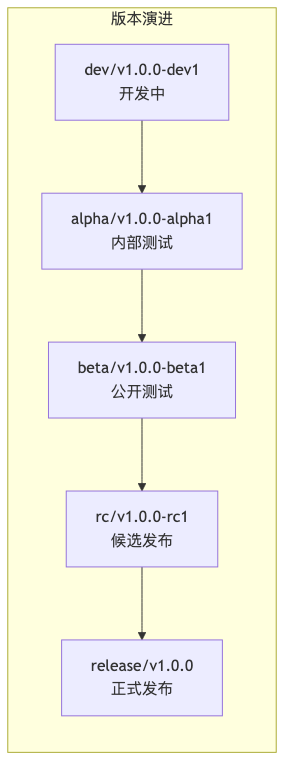 版本演进
dev/v1.0.0-dev1
开发中
alpha/v1.0.0-alpha1
内部测试
beta/v1.0.0-beta1
公开测试
rc/v1.0.0-rc1
候选发布
release/v1.0.0
正式发布